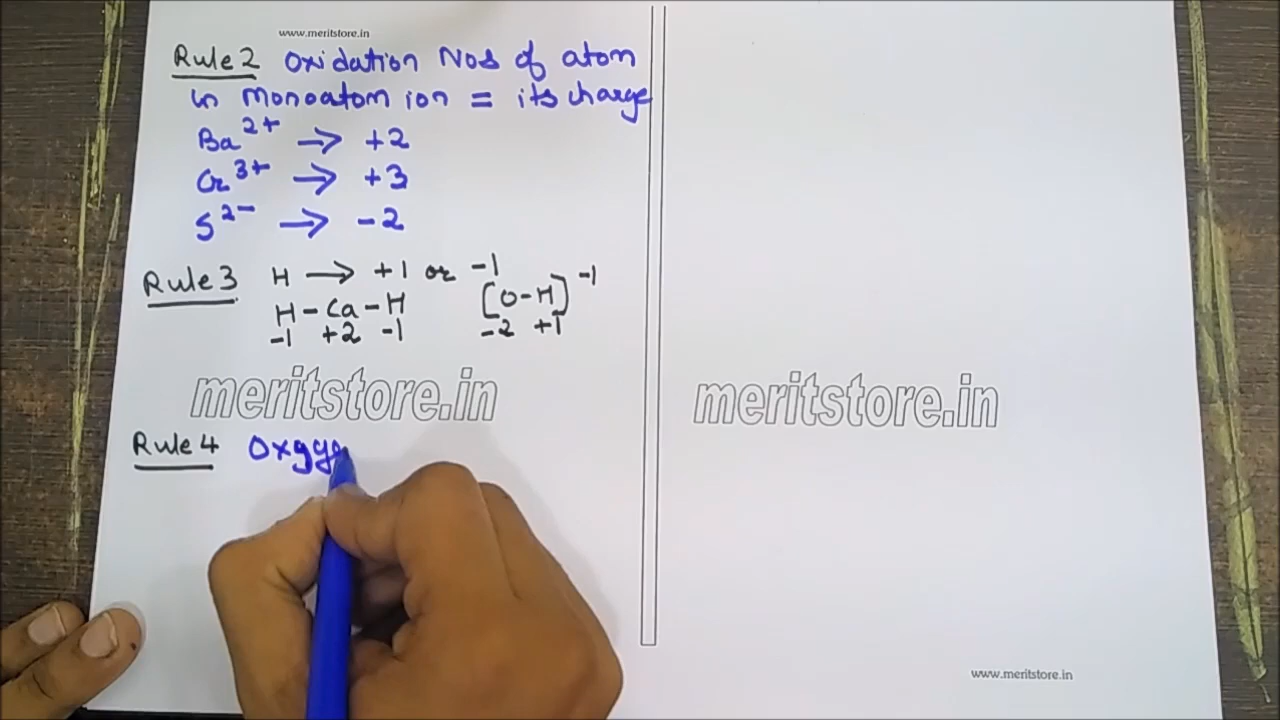 www.meritstore.in
Rule 2 Oxidation Nos of atom
in monoatom ion = its charge
Ba²⁺ → +2
Cr³⁺ → +3
S²⁻ → -2
Rule 3 H → +1 or -1
H - Ca - H [O-H]⁻¹
-1 +2 -1 -2 +1
meritstore.in meritstore.in
Rule 4 Oxyge
www.meritstore.in